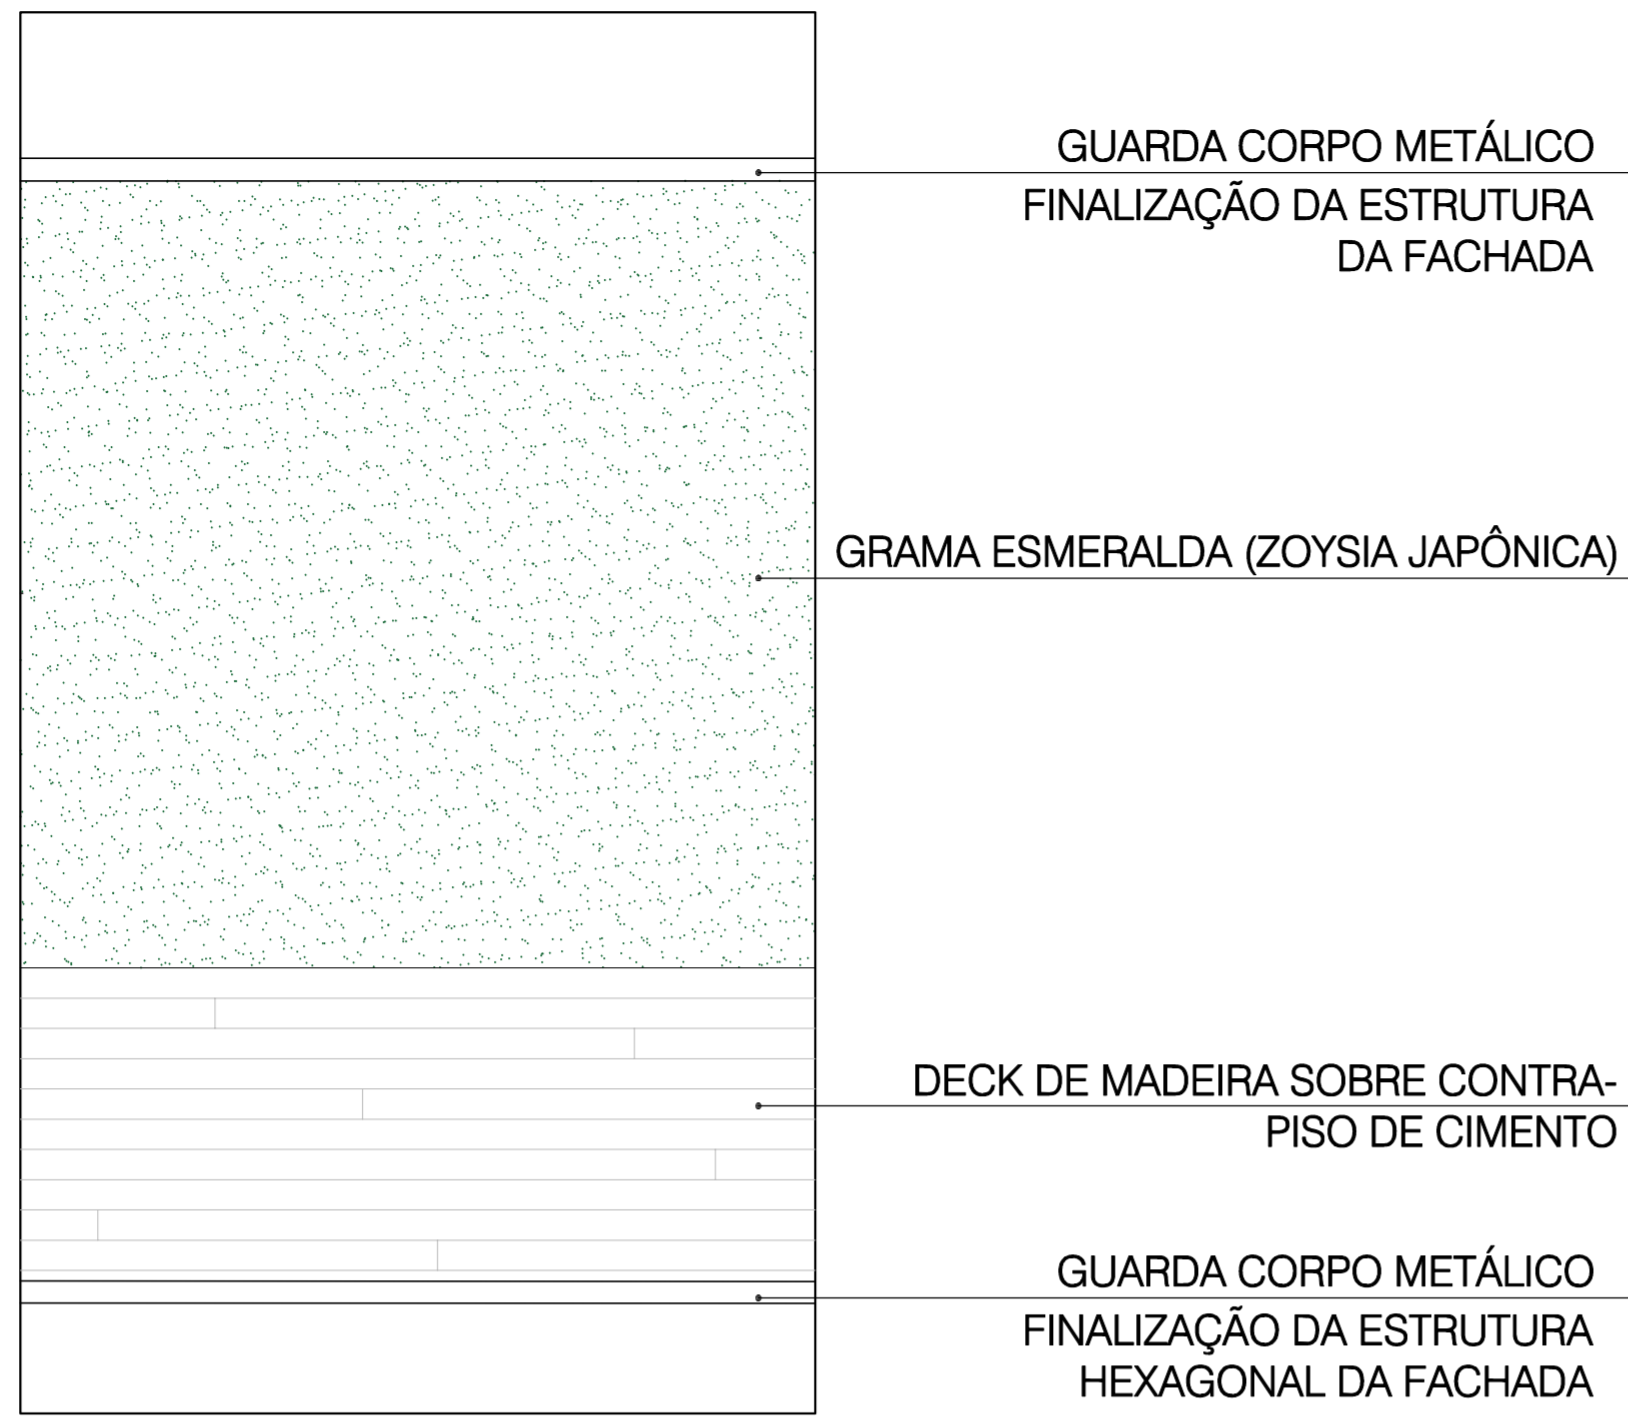 GUARDA CORPO METÁLICO
FINALIZAÇÃO DA ESTRUTURA
DA FACHADA
GRAMA ESMERALDA (ZOYSIA JAPÔNICA)
DECK DE MADEIRA SOBRE CONTRA-
PISO DE CIMENTO
GUARDA CORPO METÁLICO
FINALIZAÇÃO DA ESTRUTURA
HEXAGONAL DA FACHADA